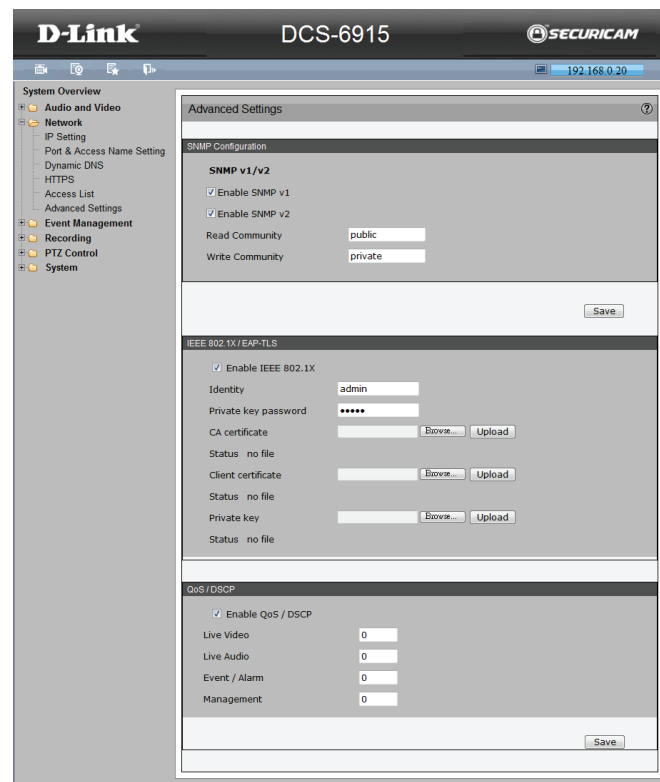 D-Link
DCS-6915
SECURICAM
192.168.0.20
System Overview
Audio and Video
Network
IP Setting
Port & Access Name Setting
Dynamic DNS
HTTPS
Access List
Advanced Settings
Event Management
Recording
PTZ Control
System
Advanced Settings
?
SNMP Configuration
SNMP v1/v2
Enable SNMP v1
Enable SNMP v2
Read Community public
Write Community private
Save
IEEE 802.1X / EAP-TLS
Enable IEEE 802.1X
Identity admin
Private key password •••••
CA certificate Browse... Upload
Status no file
Client certificate Browse... Upload
Status no file
Private key Browse... Upload
Status no file
QoS / DSCP
Enable QoS / DSCP
Live Video 0
Live Audio 0
Event / Alarm 0
Management 0
Save